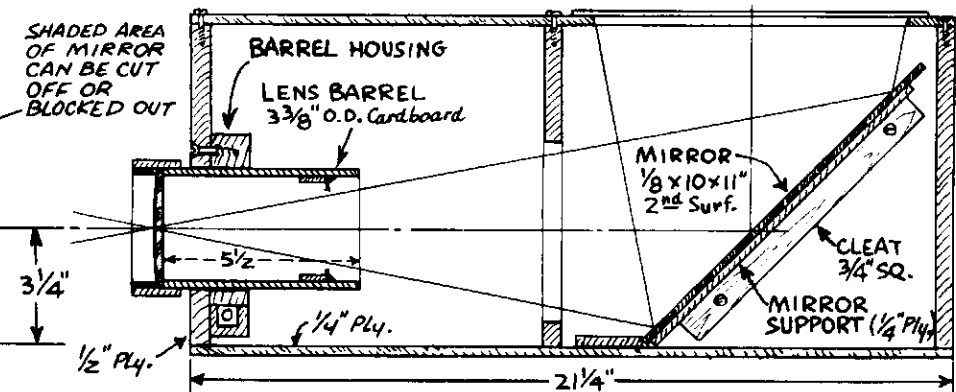 SHADED AREA
OF MIRROR
CAN BE CUT
OFF OR
BLOCKED OUT
BARREL HOUSING
LENS BARREL
3 3/8" O.D. Cardboard
MIRROR
1/8 x 10 x 11"
2nd Surf.
5 1/2
3 1/4"
CLEAT
3/4" SQ.
MIRROR
SUPPORT (1/4" Ply.)
1/4" Ply.
1/2" Ply.
21 1/4"